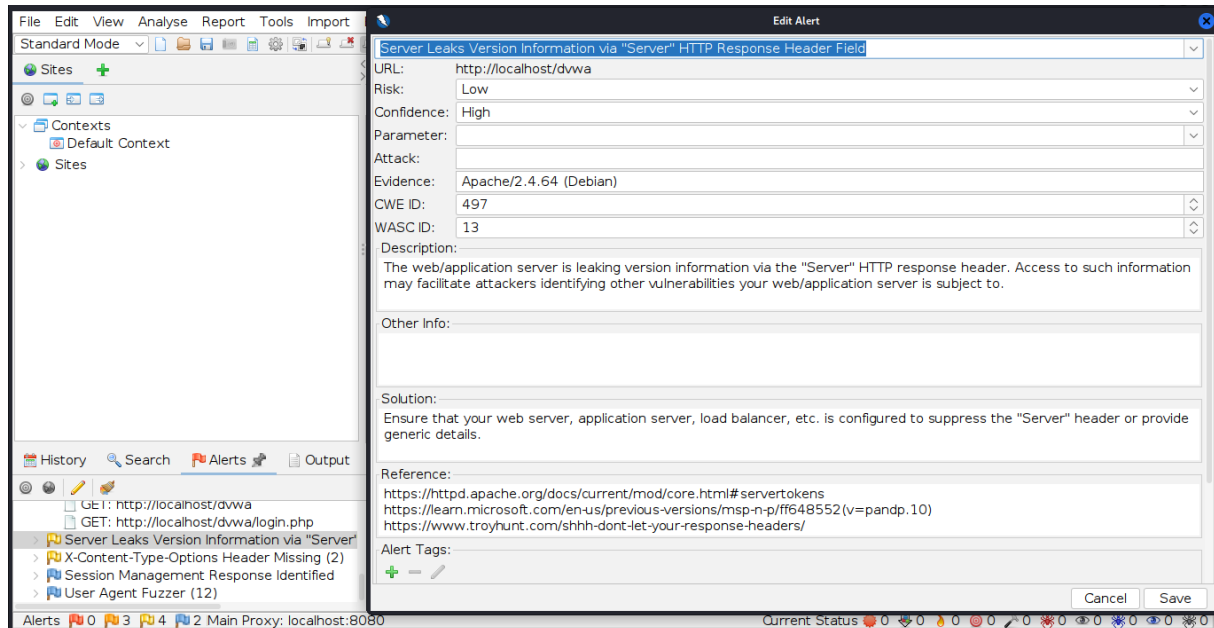 File Edit View Analyse Report Tools Import
Standard Mode
Sites
Contexts
Default Context
Sites
History Search Alerts Output
GET: http://localhost/dvwa
GET: http://localhost/dvwa/login.php
Server Leaks Version Information via "Server"
X-Content-Type-Options Header Missing (2)
Session Management Response Identified
User Agent Fuzzer (12)
Edit Alert
Server Leaks Version Information via "Server" HTTP Response Header Field
URL: http://localhost/dvwa
Risk: Low
Confidence: High
Parameter:
Attack:
Evidence: Apache/2.4.64 (Debian)
CWE ID: 497
WASC ID: 13
Description:
The web/application server is leaking version information via the "Server" HTTP response header. Access to such information
may facilitate attackers identifying other vulnerabilities your web/application server is subject to.
Other Info:
Solution:
Ensure that your web server, application server, load balancer, etc. is configured to suppress the "Server" header or provide
generic details.
Reference:
https://httpd.apache.org/docs/current/mod/core.html#servertokens
https://learn.microsoft.com/en-us/previous-versions/msp-n-p/ff648552(v=pandp.10)
https://www.troyhunt.com/shhh-dont-let-your-response-headers/
Alert Tags:
Cancel Save
Alerts 0 3 4 2 Main Proxy: localhost:8080 Current Status 0 0 0 0 0 0 0 0 0 0